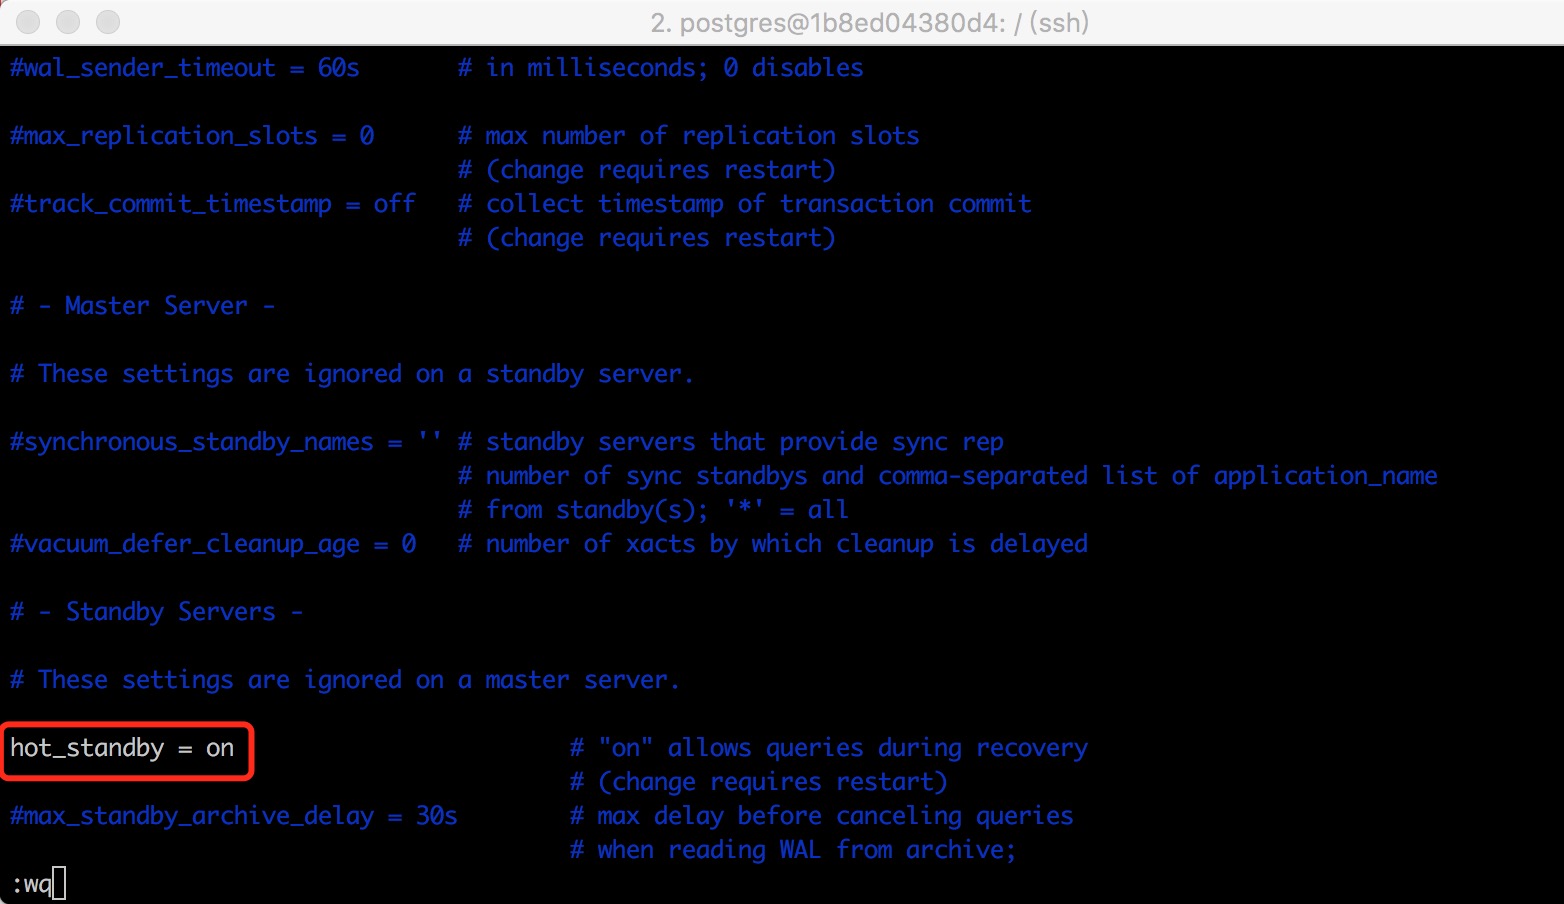 2. postgres@1b8ed04380d4: / (ssh)
#wal_sender_timeout = 60s       # in milliseconds; 0 disables
#max_replication_slots = 0      # max number of replication slots
# (change requires restart)
#track_commit_timestamp = off   # collect timestamp of transaction commit
# (change requires restart)
# - Master Server -
# These settings are ignored on a standby server.
#synchronous_standby_names = '' # standby servers that provide sync rep
# number of sync standbys and comma-separated list of application_name
# from standby(s); '*' = all
#vacuum_defer_cleanup_age = 0   # number of xacts by which cleanup is delayed
# - Standby Servers -
# These settings are ignored on a master server.
hot_standby = on                        # "on" allows queries during recovery
# (change requires restart)
#max_standby_archive_delay = 30s        # max delay before canceling queries
# when reading WAL from archive;
:wq